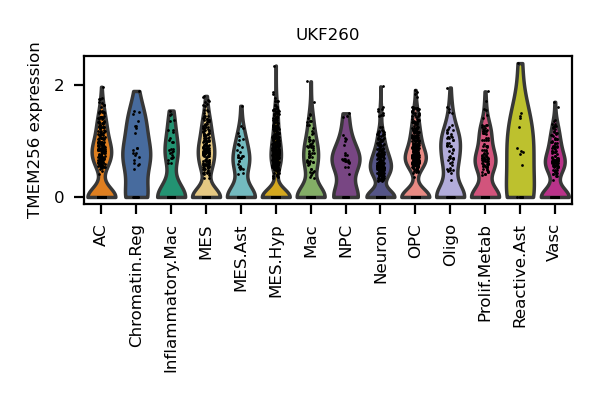 UKF260
TMEM256 expression
2
0
AC
Chromatin.Reg
Inflammatory.Mac
MES
MES.Ast
MES.Hyp
Mac
NPC
Neuron
OPC
Oligo
Prolif.Metab
Reactive.Ast
Vasc